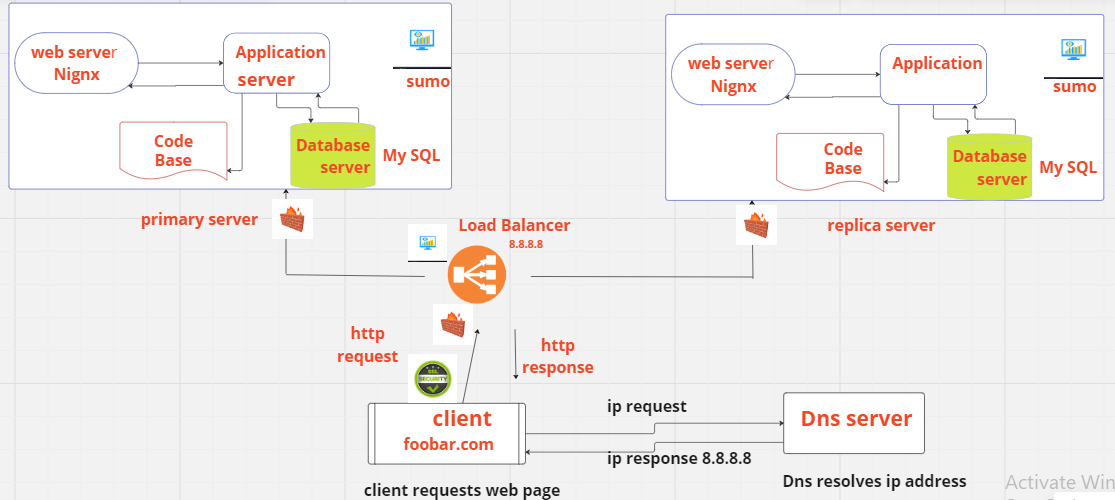 web server
Nignx
Application
server
sumo
Code
Base
Database
server
My SQL
primary server
web server
Nignx
Application
sumo
Code
Base
Database
server
My SQL
replica server
Load Balancer
8.8.8.8
http
request
http
response
SSL
SECURITY
client
foobar.com
client requests web page
ip request
ip response 8.8.8.8
Dns server
Dns resolves ip address
Activate Win